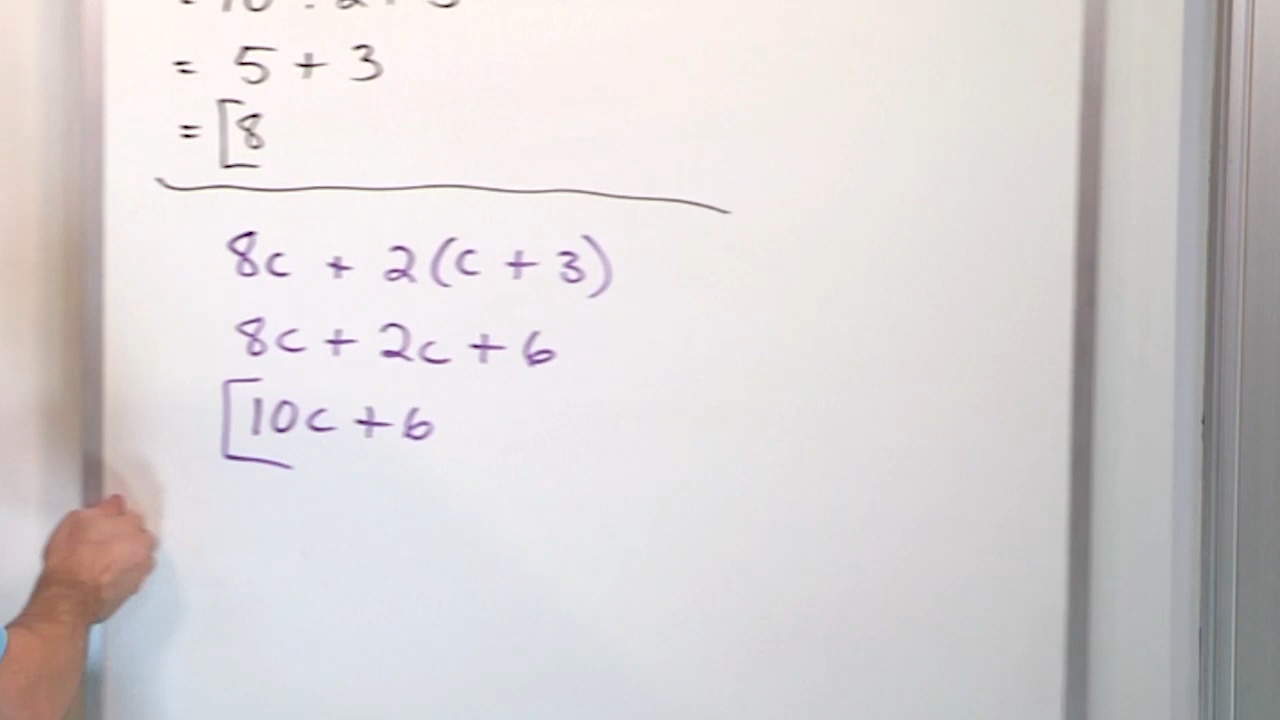 = 5 + 3
= [8
8c + 2(c + 3)
8c + 2c + 6
[10c + 6